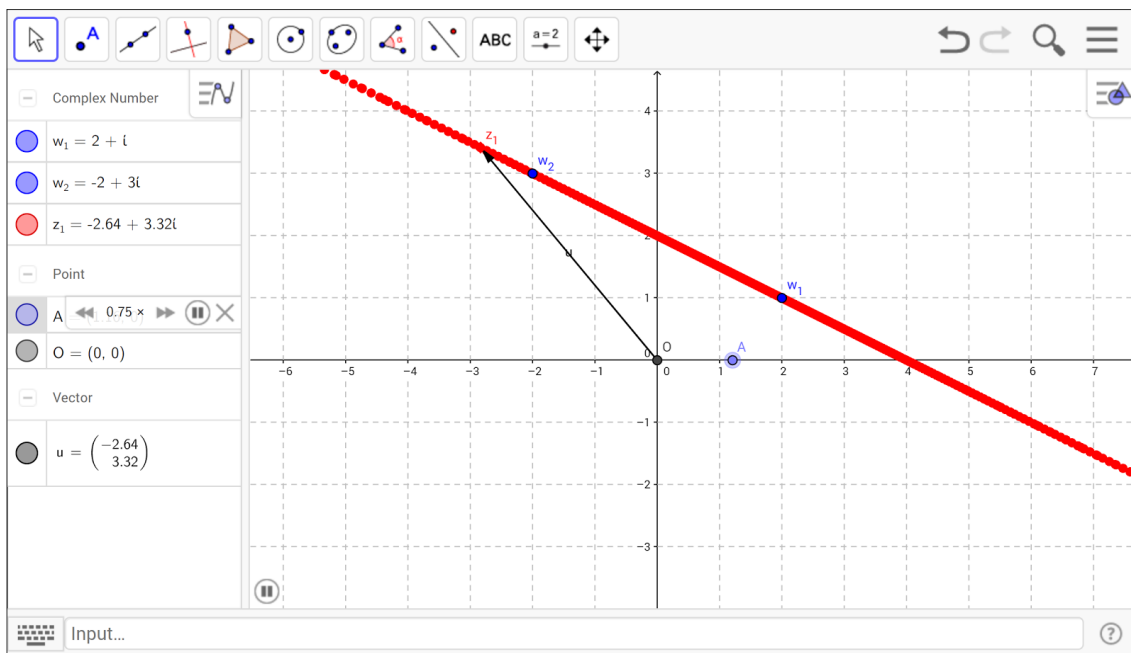 ABC
a = 2
Complex Number
w₁ = 2 + i
w₂ = -2 + 3i
z₁ = -2.64 + 3.32i
Point
A
0.75 ×
O = (0, 0)
Vector
u = (−2.64
3.32)
4
3
2
1
0
−1
−2
−3
−6
−5
−4
−3
−2
−1
0
1
2
3
4
5
6
7
z₁
w₂
u
w₁
O
A
Input…
?